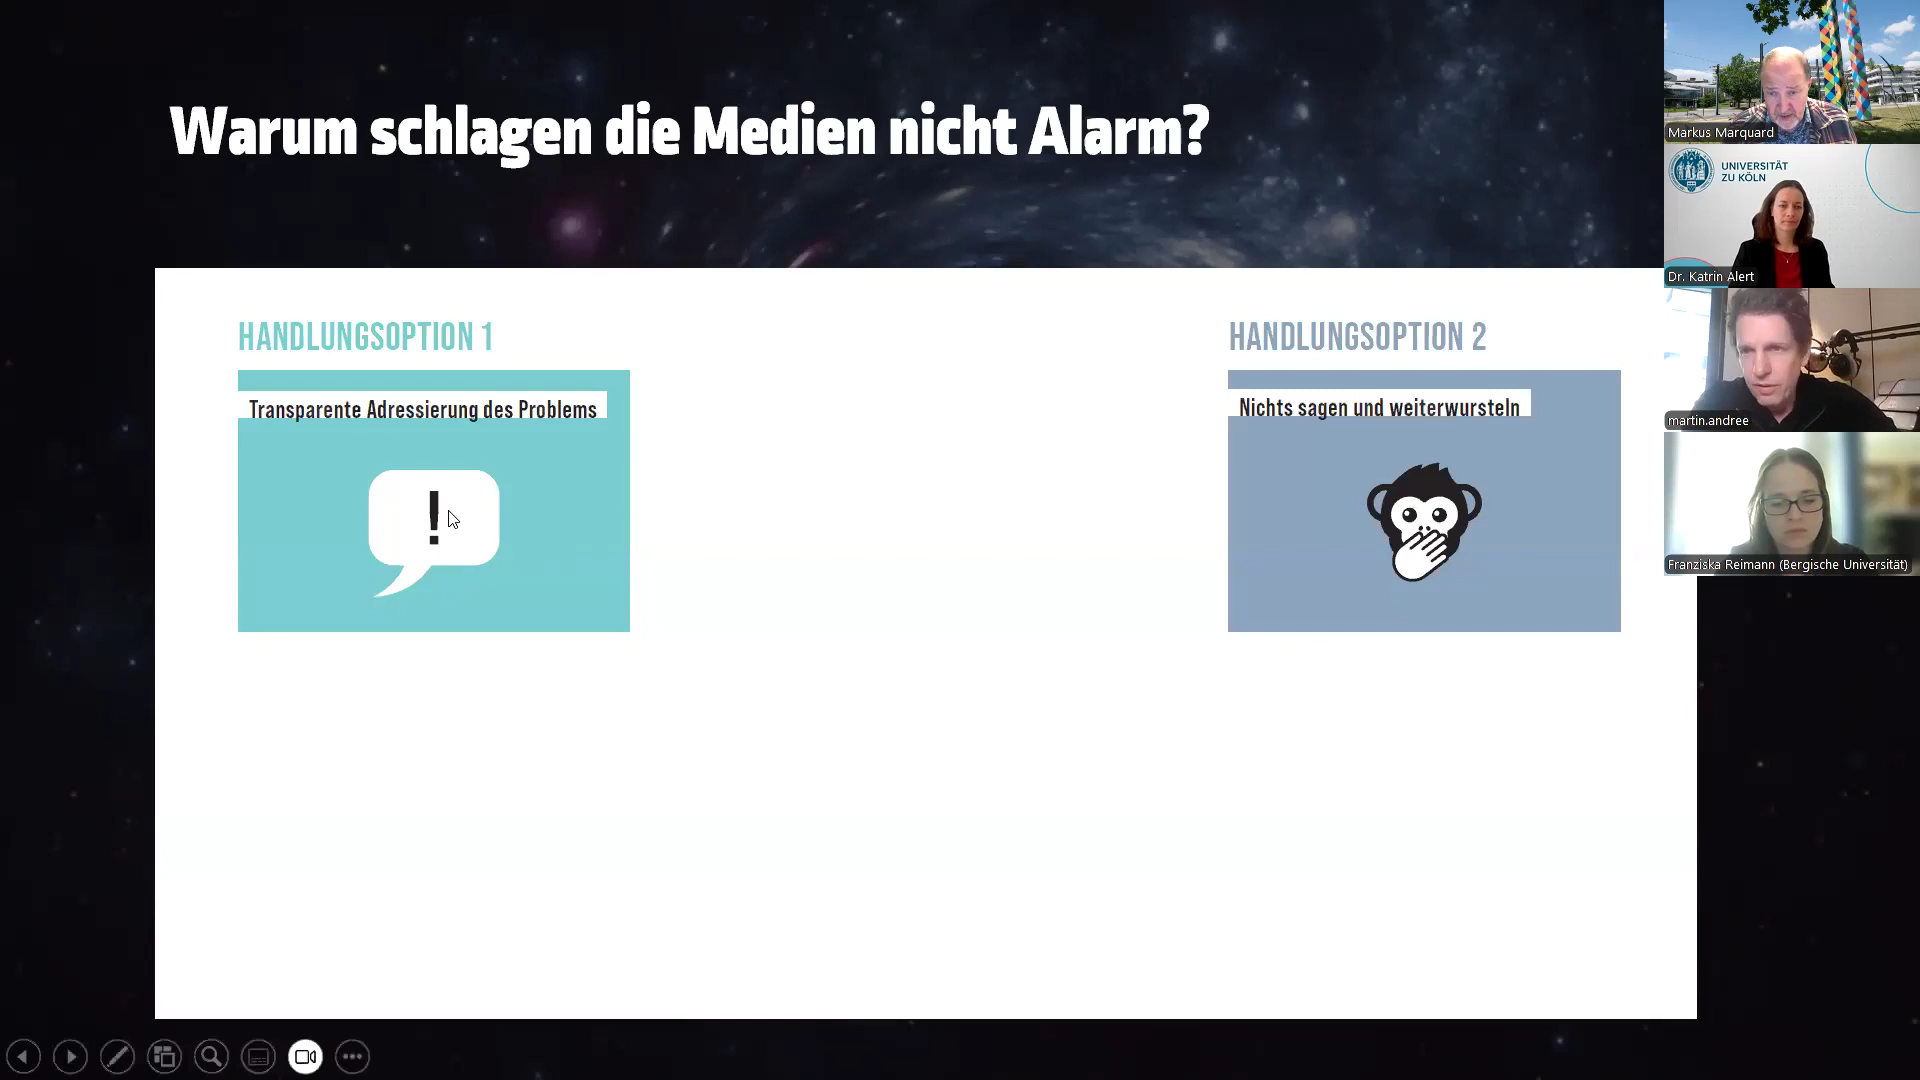 Warum schlagen die Medien nicht Alarm?
HANDLUNGSOPTION 1
Transparente Adressierung des Problems
!
HANDLUNGSOPTION 2
Nichts sagen und weiterwursteln
Markus Marquard
UNIVERSITÄT
ZU KÖLN
Dr. Katrin Alert
martin.andree
Franziska Reimann (Bergische Universität)